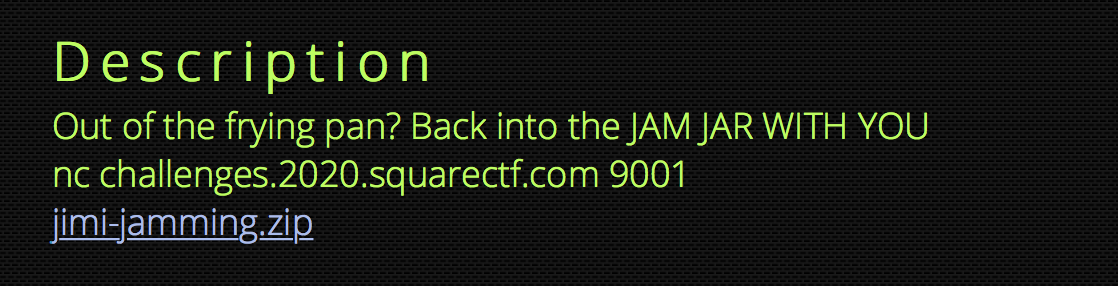 Description
Out of the frying pan? Back into the JAM JAR WITH YOU
nc challenges.2020.squarectf.com 9001
jimi-jamming.zip